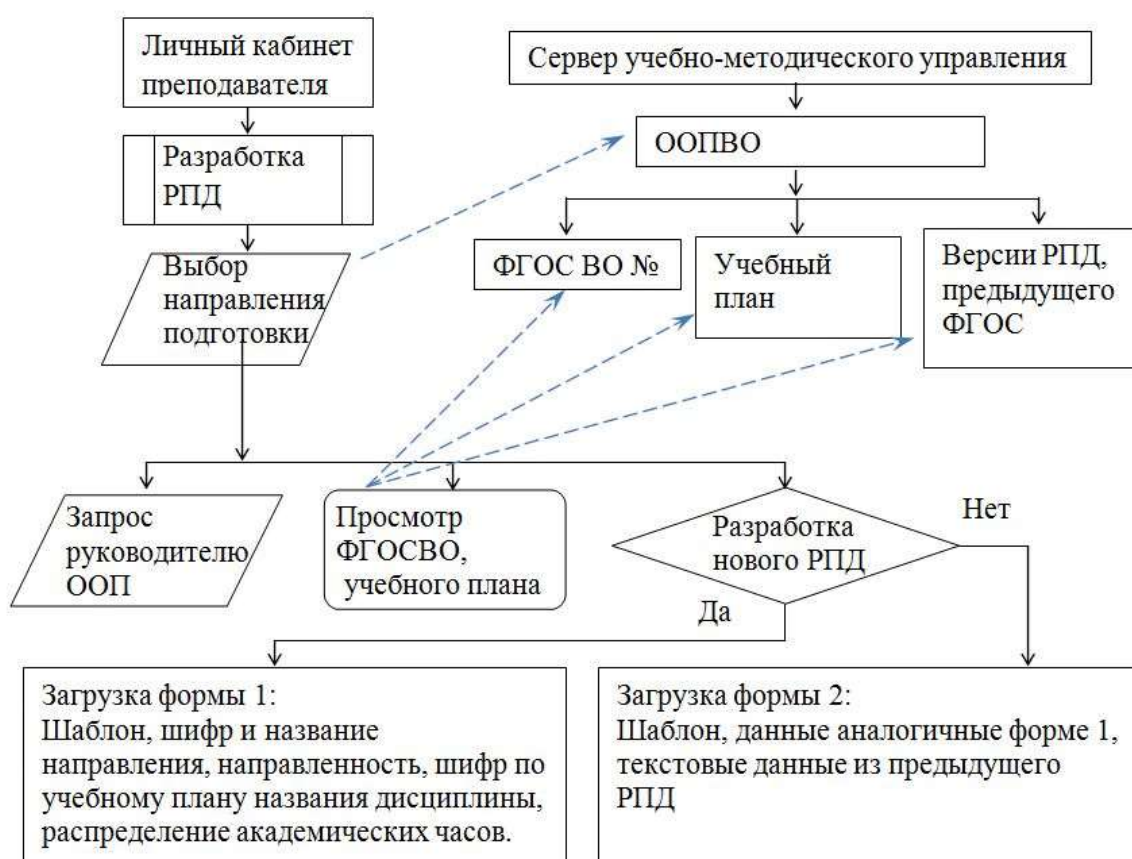 Личный кабинет
преподавателя
Сервер учебно-методического управления
Разработка
РПД
ООПВО
Выбор
направления
подготовки
ФГОС ВО №
Учебный
план
Версии РПД,
предыдущего
ФГОС
Запрос
руководителю
ООП
Просмотр
ФГОСВО,
учебного плана
Разработка
нового РПД
Нет
Да
Загрузка формы 1:
Шаблон, шифр и название
направления, направленность, шифр по
учебному плану названия дисциплины,
распределение академических часов.
Загрузка формы 2:
Шаблон, данные аналогичные форме 1,
текстовые данные из предыдущего
РПД